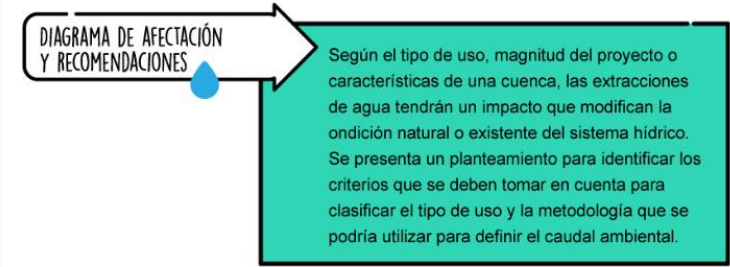 DIAGRAMA DE AFECTACIÓN
Y RECOMENDACIONES
Según el tipo de uso, magnitud del proyecto o
características de una cuenca, las extracciones
de agua tendrán un impacto que modifican la
ondición natural o existente del sistema hídrico.
Se presenta un planteamiento para identificar los
criterios que se deben tomar en cuenta para
clasificar el tipo de uso y la metodología que se
podría utilizar para definir el caudal ambiental.